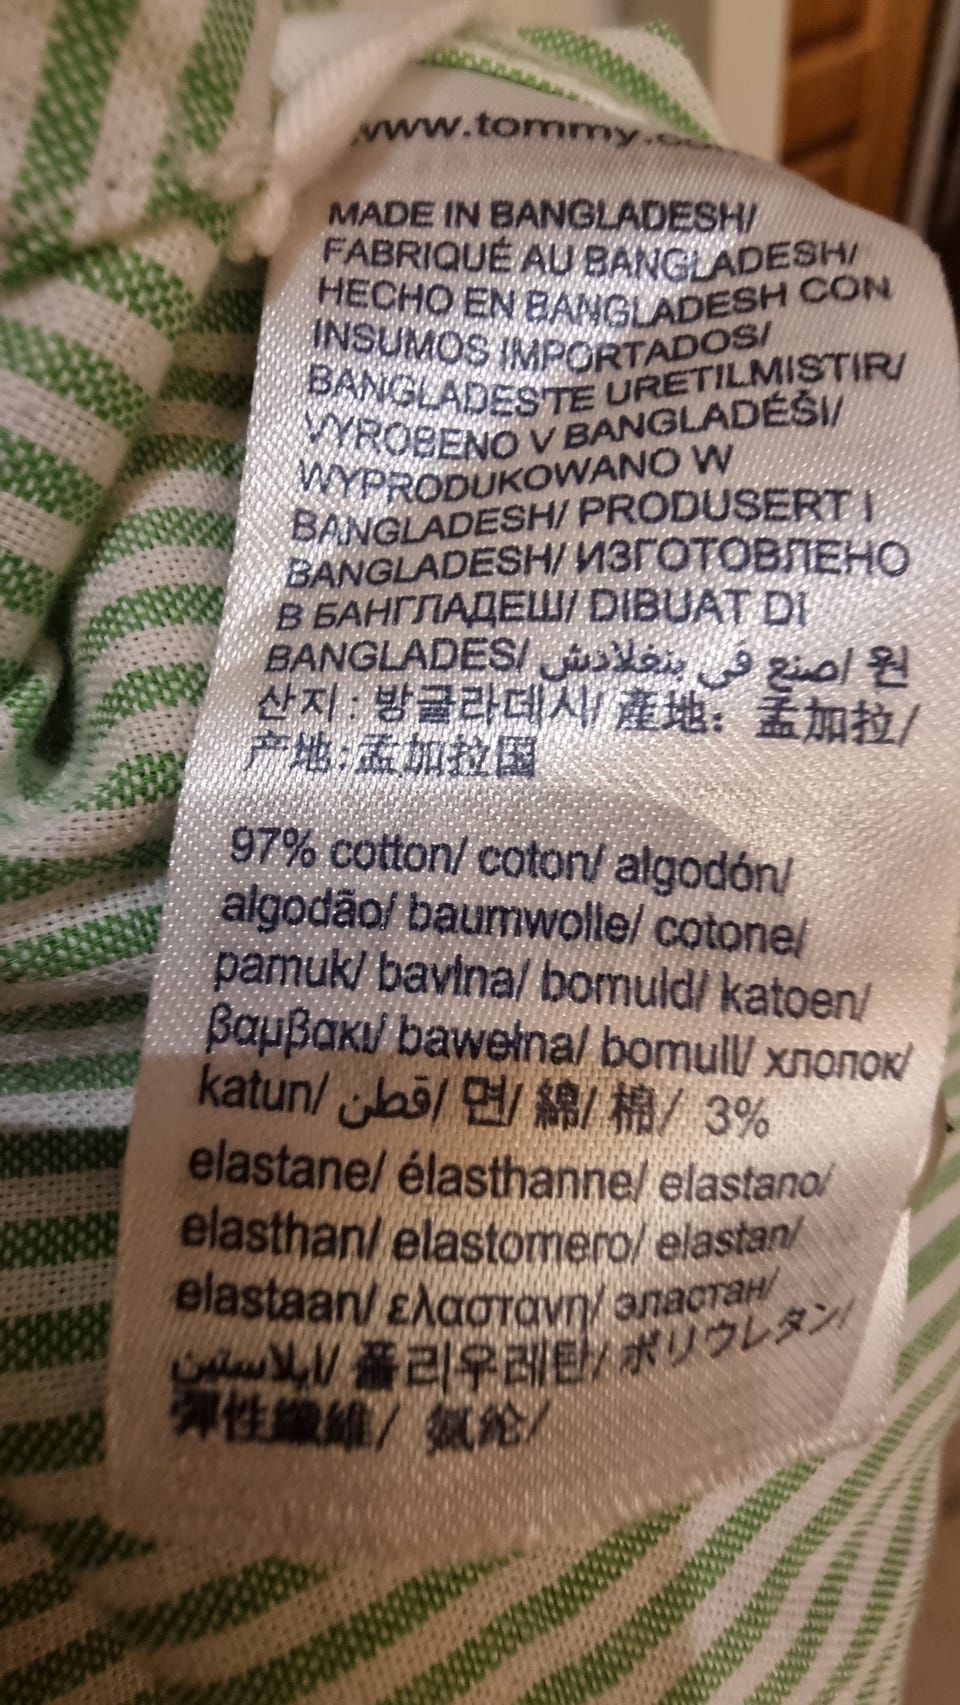 www.tommy.co
MADE IN BANGLADESH/
FABRIQUÉ AU BANGLADESH/
HECHO EN BANGLADESH CON
INSUMOS IMPORTADOS/
BANGLADES'TE URETILMISTIR/
VYROBENO V BANGLADÉŠI/
WYPRODUKOWANO W
BANGLADESH/ PRODUSERT I
BANGLADESH/ ИЗГОТОВЛЕНО
В БАНГЛАДЕШ/ DIBUAT DI
BANGLADES/ صنع في بنغلادش/ 원
산지 : 방글라데시/ 產地: 孟加拉/
产地:孟加拉国
97% cotton/ coton/ algodón/
algodão/ baumwolle/ cotone/
pamuk/ bavlna/ bomuld/ katoen/
βαμβακι/ bawełna/ bomull/ хлопок/
katun/ قطن/ 면/ 綿/ 棉/ 3%
elastane/ élasthanne/ elastano/
elasthan/ elastomero/ elastan/
elastaan/ ελαστανη/ эластан/
ايلاستين/ 폴리우레탄/ ポリウレタン/
彈性纖維/ 氨纶/